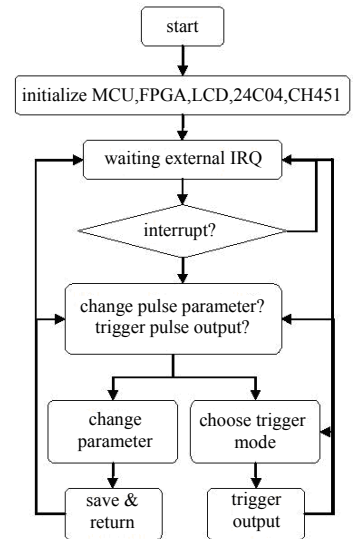 start
initialize MCU,FPGA,LCD,24C04,CH451
waiting external IRQ
interrupt?
change pulse parameter?
trigger pulse output?
change
parameter
choose trigger
mode
save &
return
trigger
output